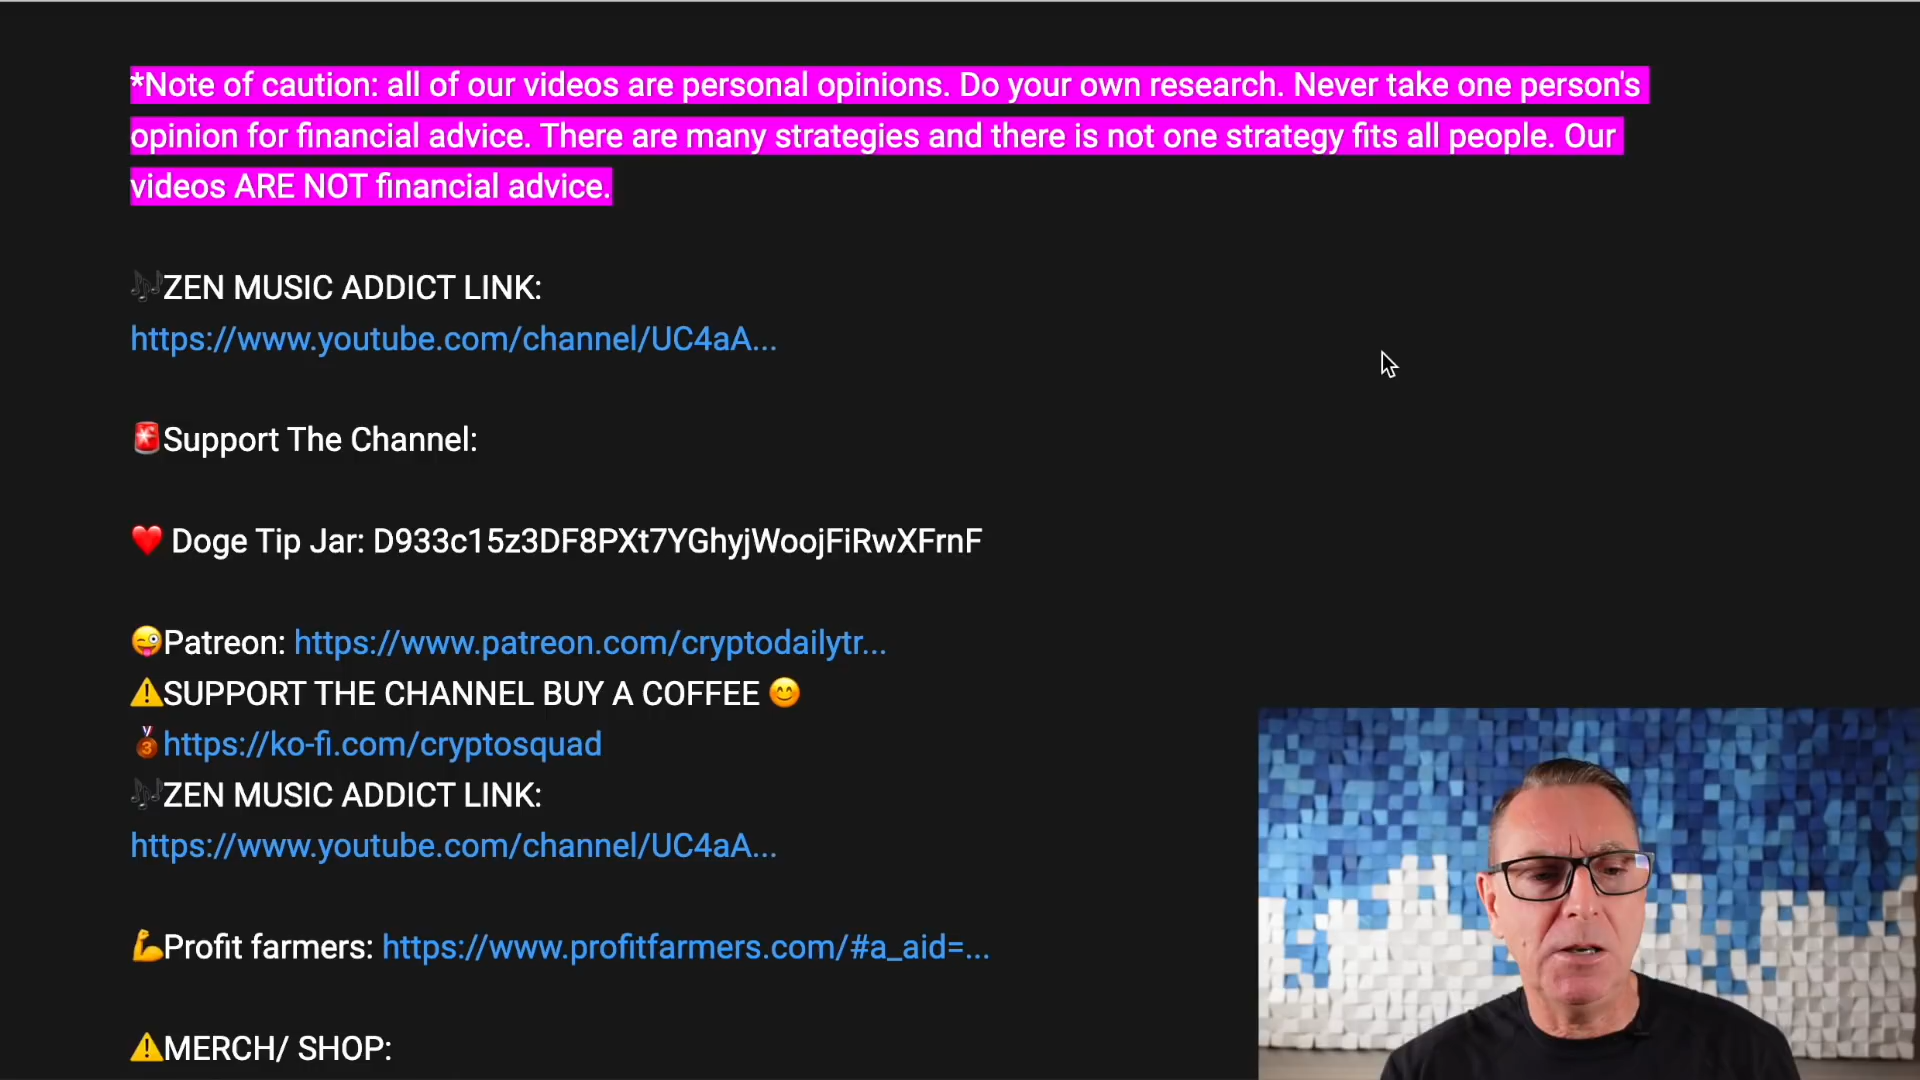 *Note of caution: all of our videos are personal opinions. Do your own research. Never take one person's
opinion for financial advice. There are many strategies and there is not one strategy fits all people. Our
videos ARE NOT financial advice.
🎶ZEN MUSIC ADDICT LINK:
https://www.youtube.com/channel/UC4aA...
🚨Support The Channel:
❤️ Doge Tip Jar: D933c15z3DF8PXt7YGhyjWoojFiRwXFrnF
😜Patreon: https://www.patreon.com/cryptodailytr...
⚠️SUPPORT THE CHANNEL BUY A COFFEE 😊
🥉https://ko-fi.com/cryptosquad
🎶ZEN MUSIC ADDICT LINK:
https://www.youtube.com/channel/UC4aA...
💪Profit farmers: https://www.profitfarmers.com/#a_aid=...
⚠️MERCH/ SHOP: